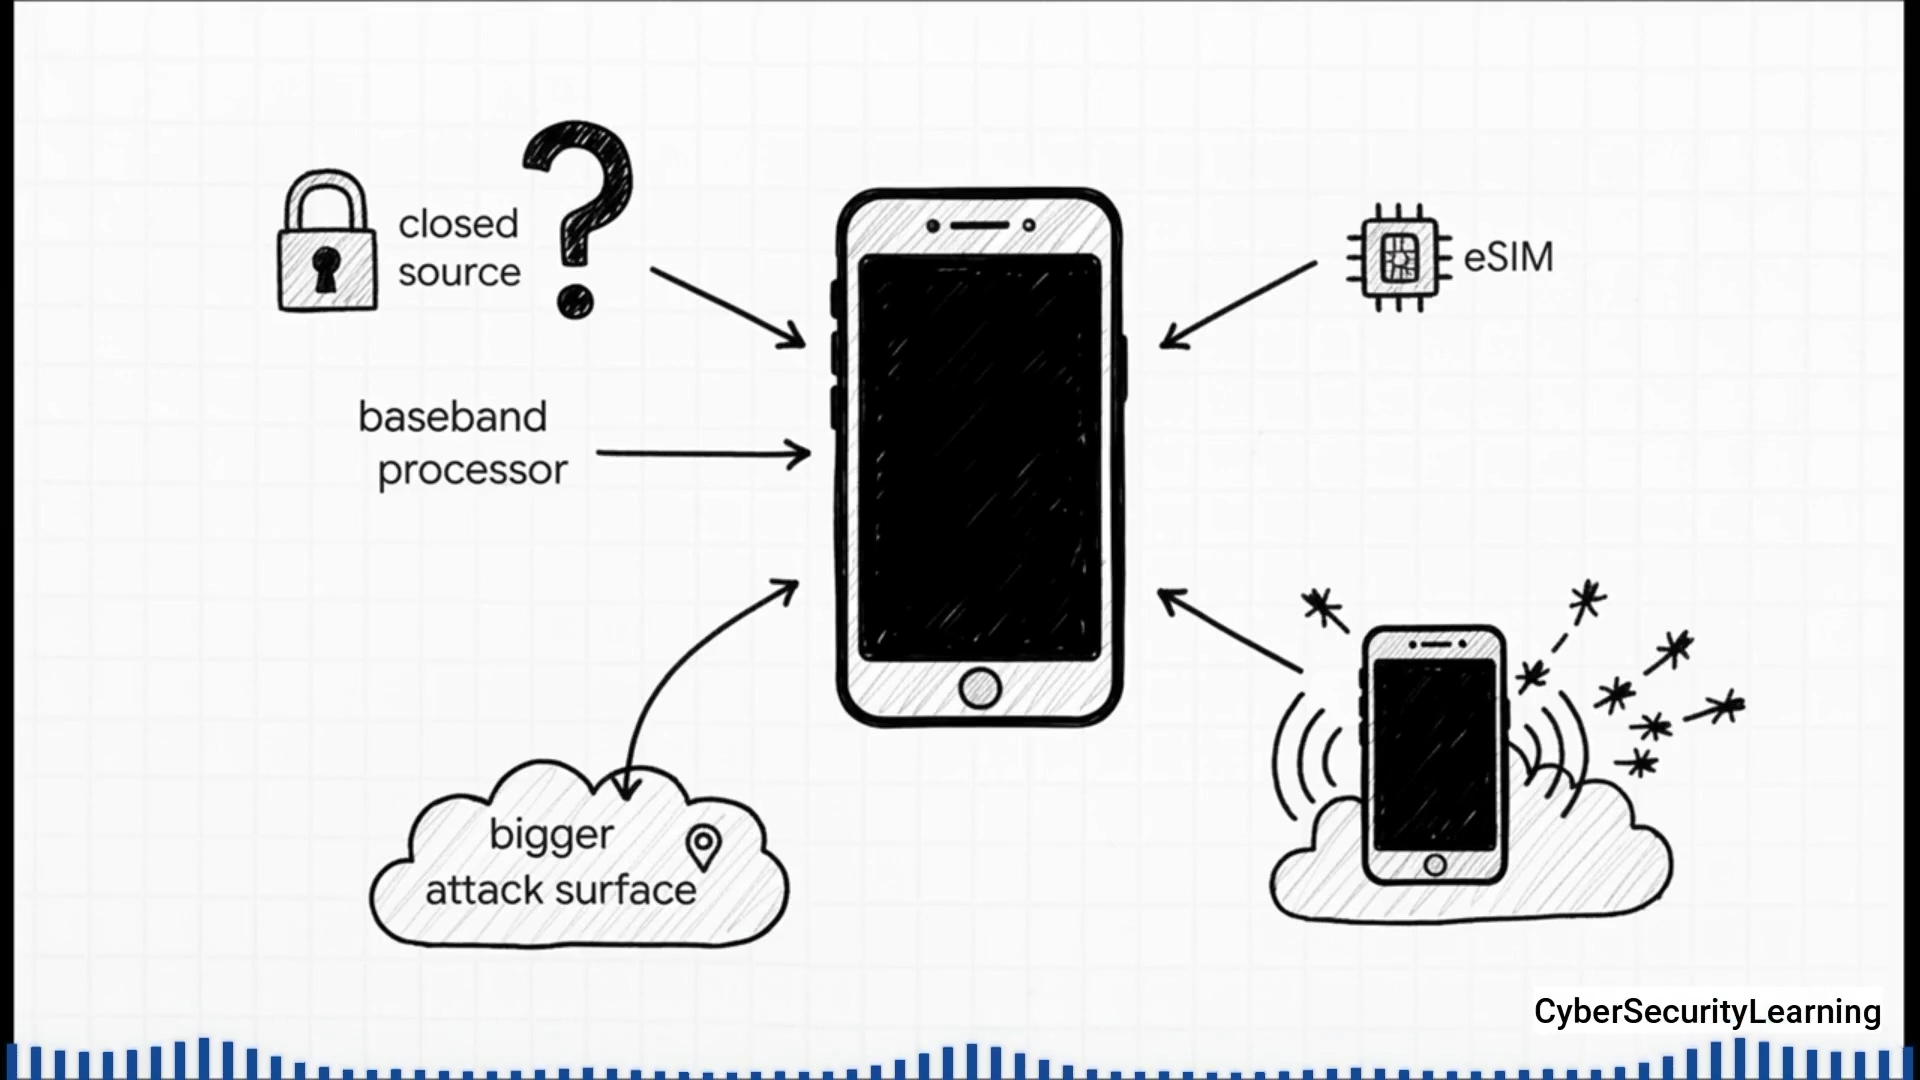 closed
source
eSIM
baseband
processor
bigger
attack surface
CyberSecurityLearning